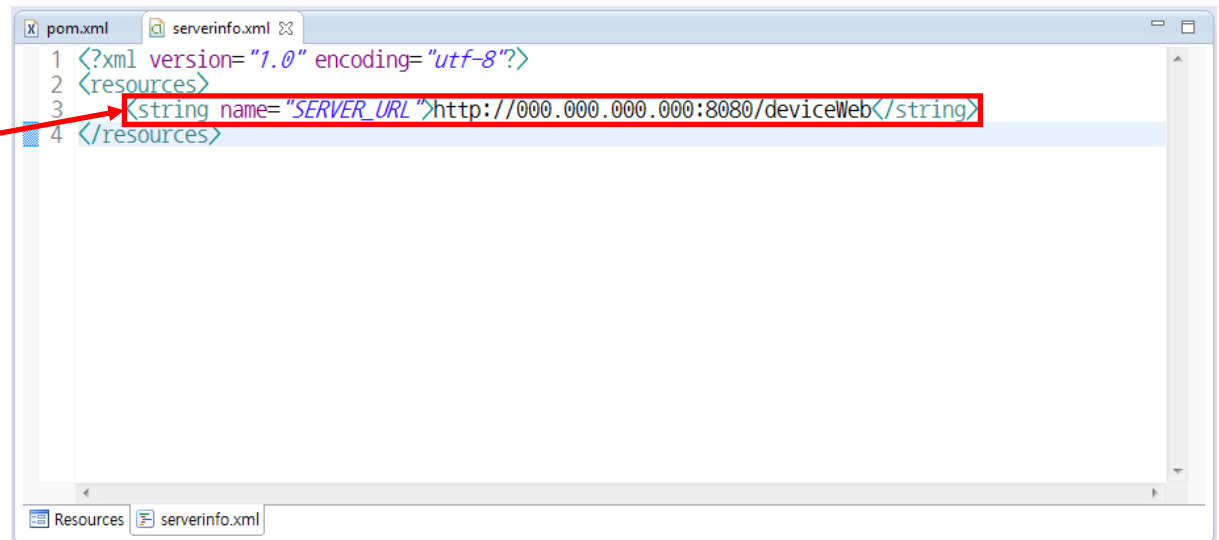 pom.xml serverinfo.xml
1 <?xml version="1.0" encoding="utf-8"?>
2 <resources>
3 <string name="SERVER_URL">http://000.000.000.000:8080/deviceWeb</string>
4 </resources>
Resources serverinfo.xml